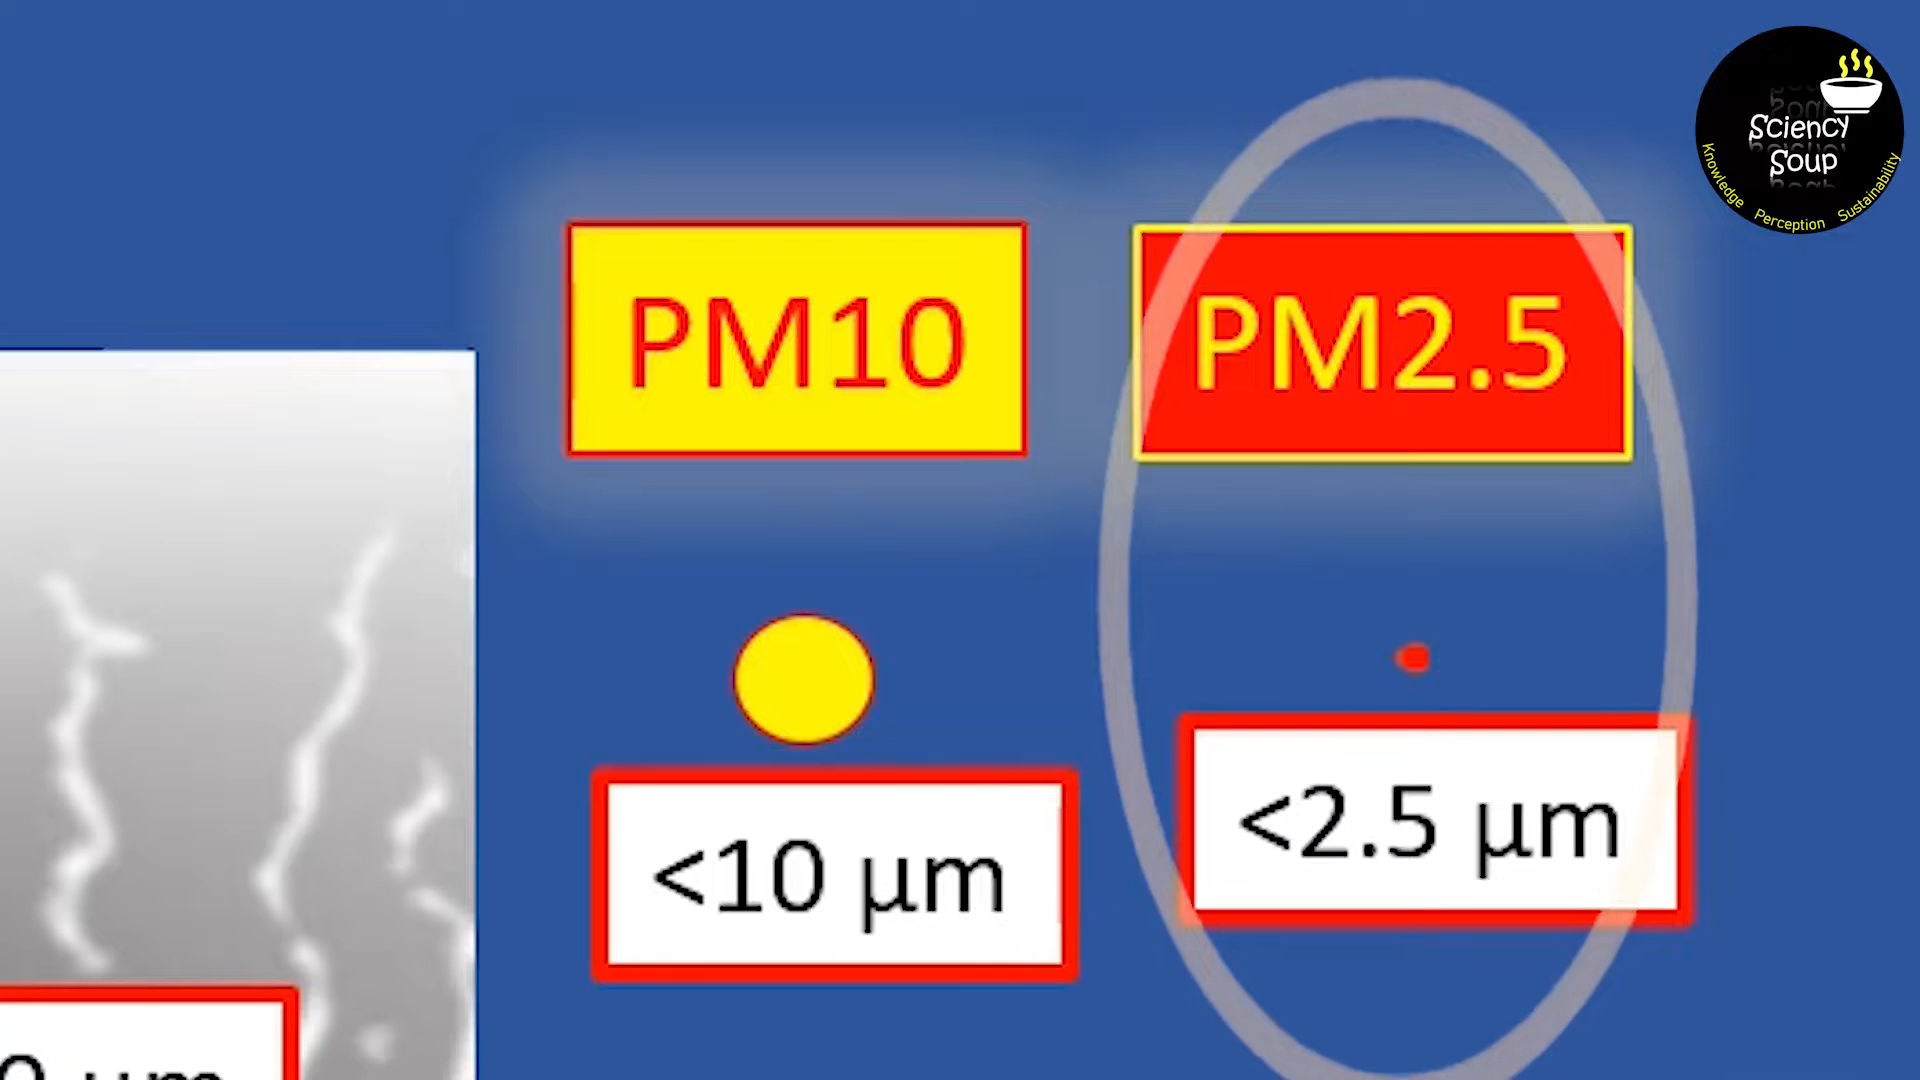 Sciency
Soup
Knowledge Perception Sustainability
PM10
PM2.5
<2.5 µm
<10 µm